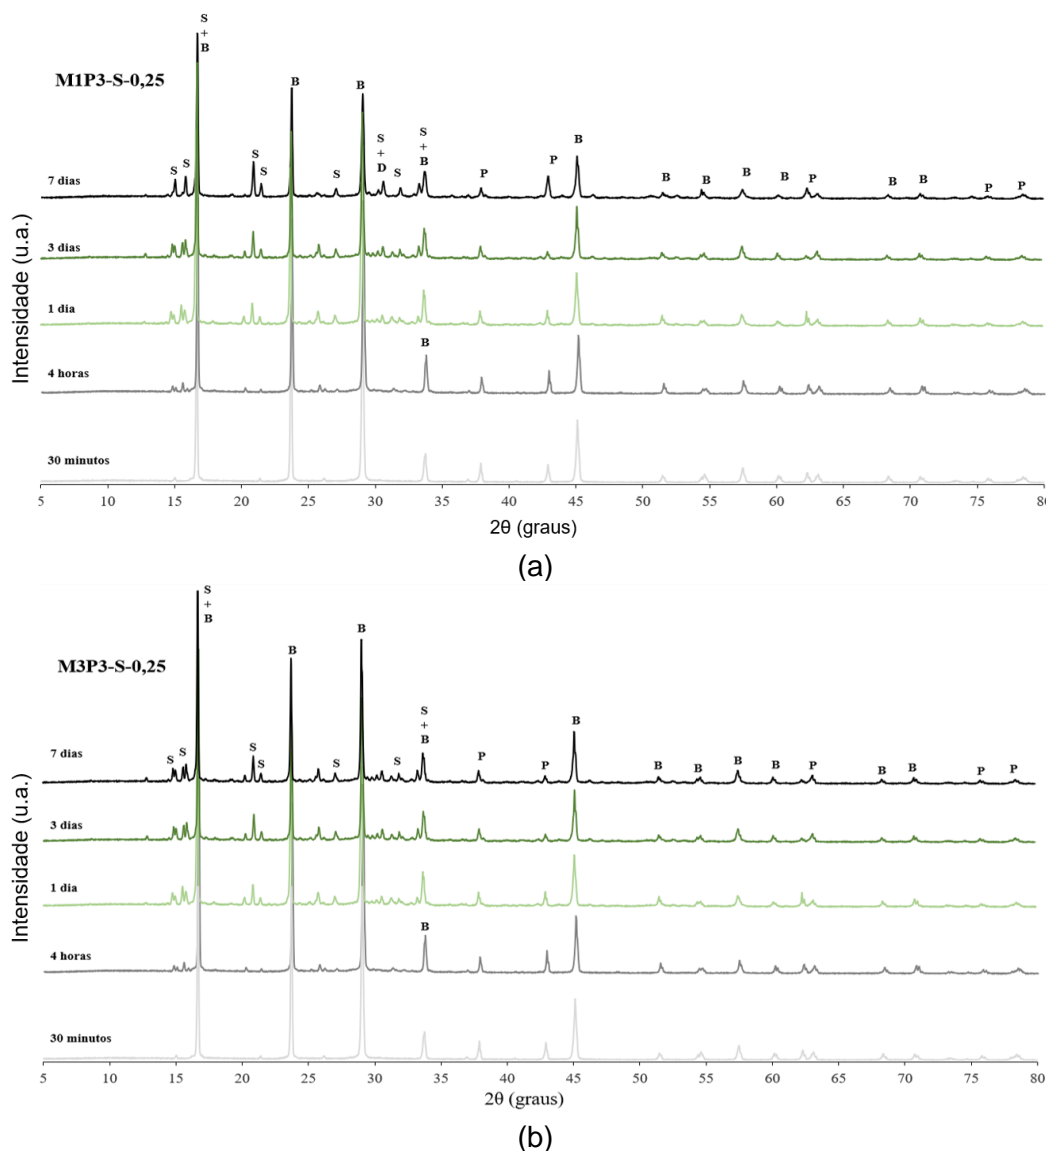 S
+
B
M1P3-S-0,25
B
B
S
S
S
S
S
S
+
D
S
S
+
B
P
P
B
B
B
B
B
P
B
B
P
P
7 dias
3 dias
1 dia
4 horas
B
30 minutos
Intensidade (u.a.)
5 10 15 20 25 30 35 40 45 50 55 60 65 70 75 80
2θ (graus)
(a)
S
+
B
M3P3-S-0,25
B
B
S
S
S
S
S
S
S
+
B
P
P
B
B
B
B
B
P
B
B
P
P
7 dias
3 dias
1 dia
4 horas
B
30 minutos
Intensidade (u.a.)
5 10 15 20 25 30 35 40 45 50 55 60 65 70 75 80
2θ (graus)
(b)